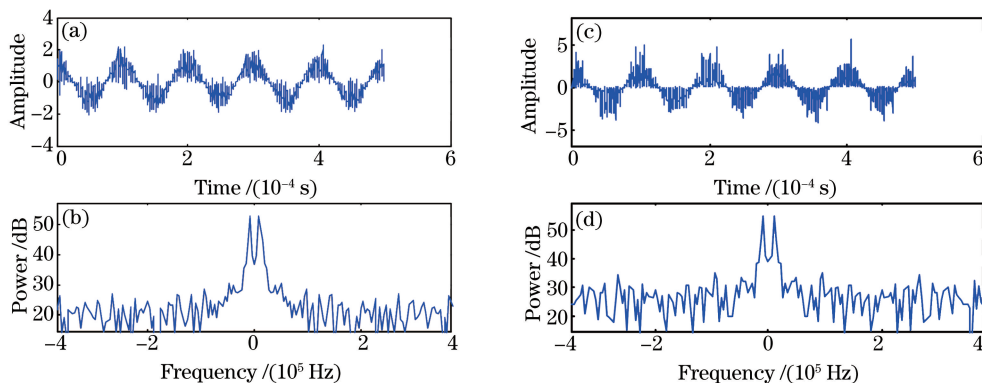 (a)
Amplitude
4
2
0
−2
−4
0 2 4 6
Time /(10⁻⁴ s)
(b)
Power /dB
50
40
30
20
−4 −2 0 2 4
Frequency /(10⁵ Hz)
(c)
Amplitude
5
0
−5
0 2 4 6
Time /(10⁻⁴ s)
(d)
Power /dB
50
40
30
20
−4 −2 0 2 4
Frequency /(10⁵ Hz)